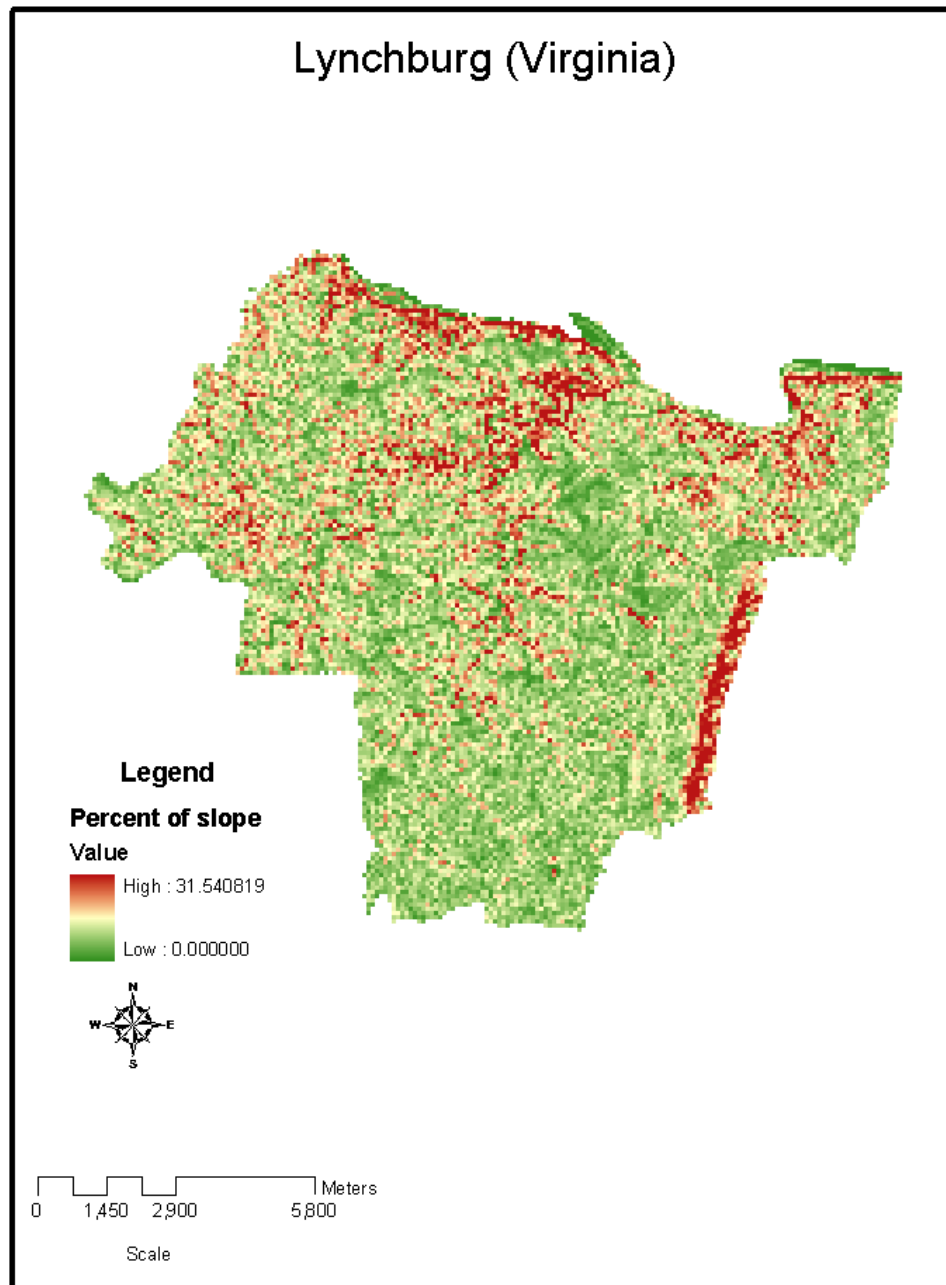 Lynchburg (Virginia)
Legend
Percent of slope
Value
High : 31.540819
Low : 0.000000
N
W E
S
Meters
0 1,450 2,900 5,800
Scale